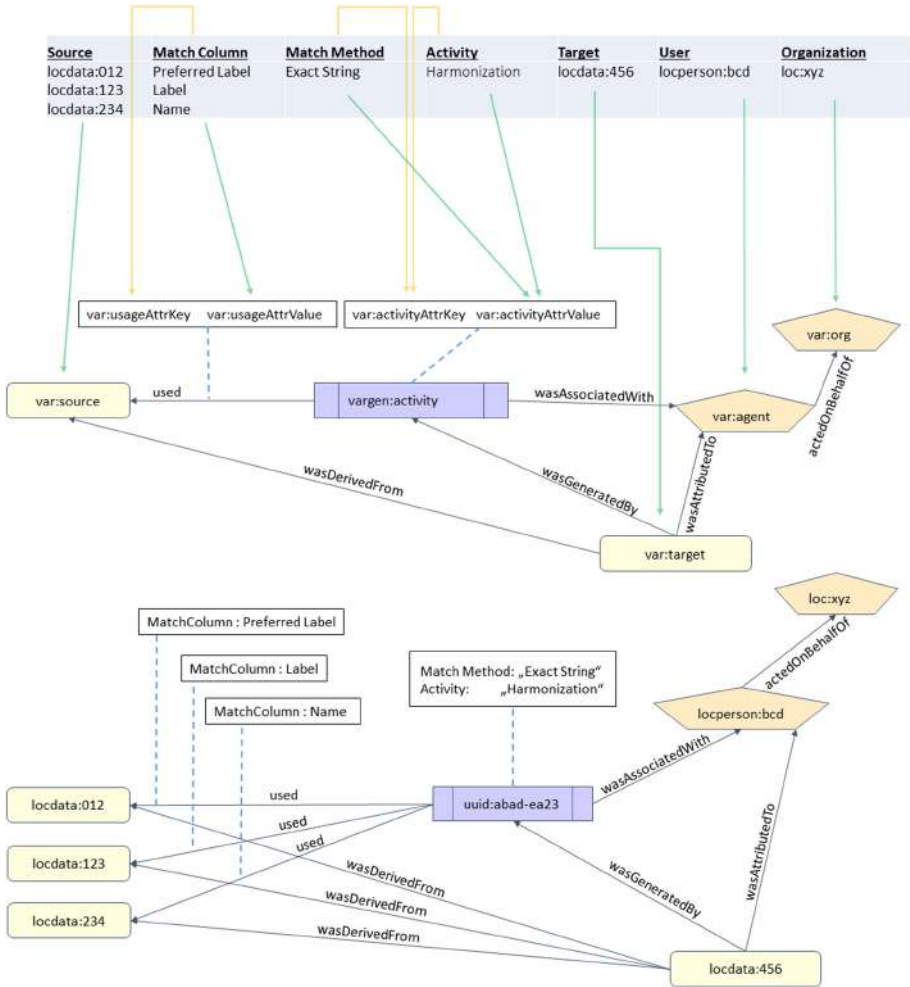 Source Match Column Match Method Activity Target User Organization
locdata:012 Preferred Label Exact String Harmonization locdata:456 locperson:bcd loc:xyz
locdata:123 Label
locdata:234 Name
var:usageAttrKey var:usageAttrValue
var:activityAttrKey var:activityAttrValue
var:org
var:source
used
vargen:activity
wasAssociatedWith
var:agent
actedOnBehalfOf
wasDerivedFrom
wasGeneratedBy
wasAttributedTo
var:target
loc:xyz
MatchColumn : Preferred Label
actedOnBehalfOf
MatchColumn : Label
Match Method: „Exact String“
Activity: „Harmonization“
MatchColumn : Name
locperson:bcd
wasAssociatedWith
locdata:012
used
uuid:abad-ea23
used
used
wasAttributedTo
locdata:123
wasDerivedFrom
wasGeneratedBy
wasDerivedFrom
locdata:234
wasDerivedFrom
locdata:456